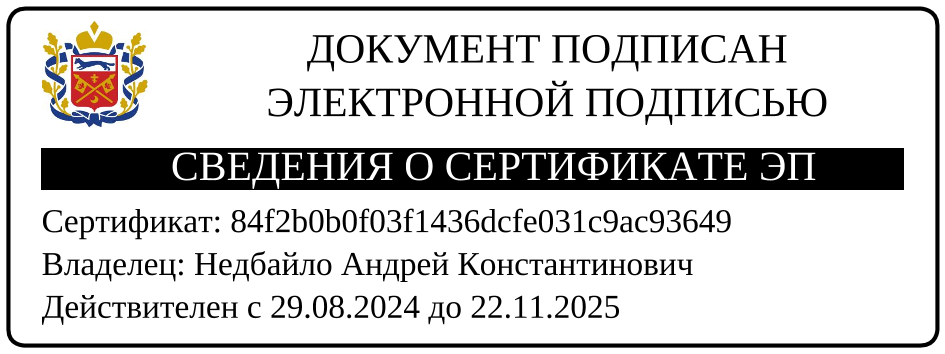 ДОКУМЕНТ ПОДПИСАН
ЭЛЕКТРОННОЙ ПОДПИСЬЮ
СВЕДЕНИЯ О СЕРТИФИКАТЕ ЭП
Сертификат: 84f2b0b0f03f1436dcfe031c9ac93649
Владелец: Недбайло Андрей Константинович
Действителен с 29.08.2024 до 22.11.2025